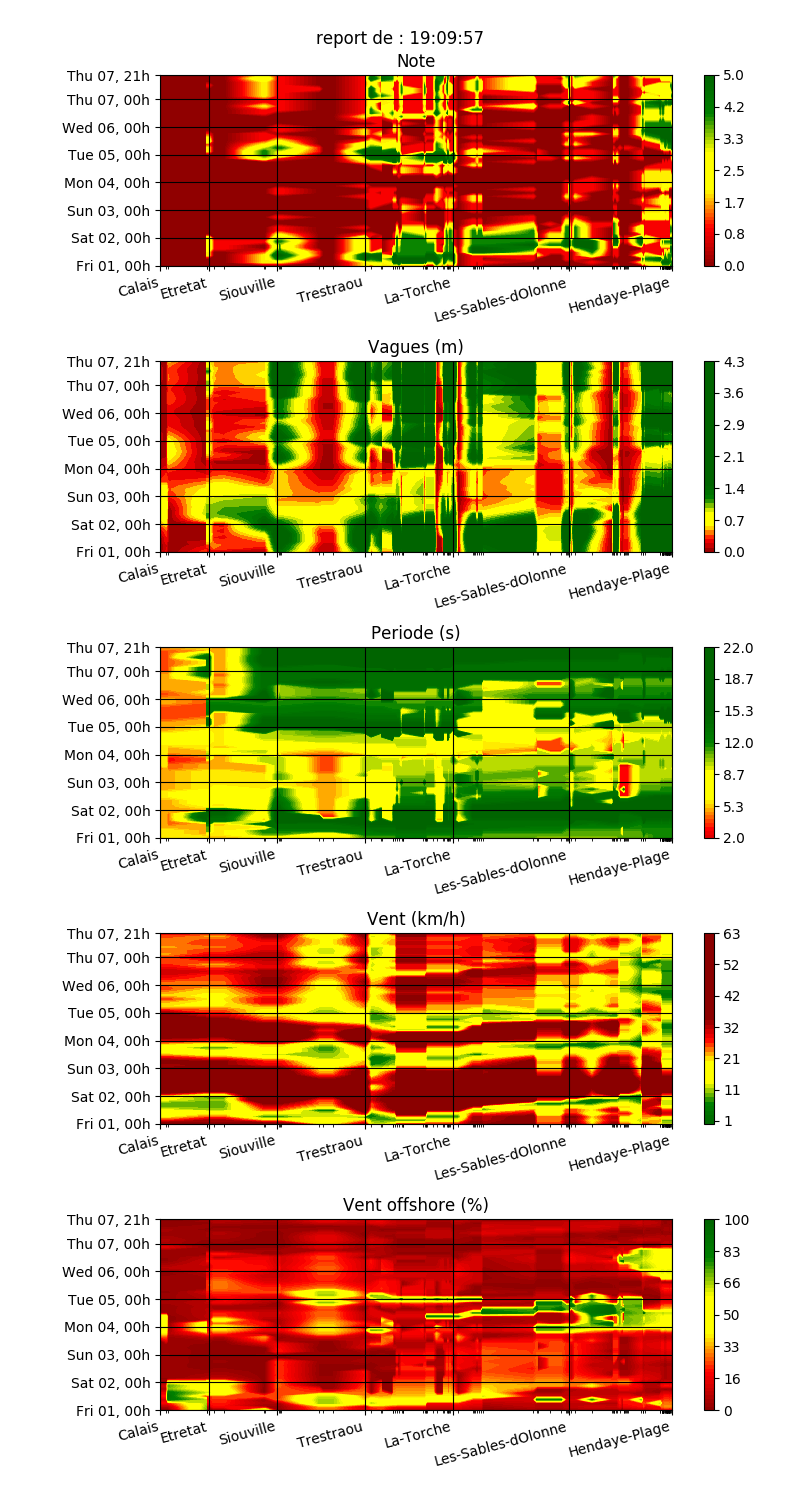 report de : 19:09:57
Note
Thu 07, 21h
Thu 07, 00h
Wed 06, 00h
Tue 05, 00h
Mon 04, 00h
Sun 03, 00h
Sat 02, 00h
Fri 01, 00h
Calais
Etretat
Siouville
Trestraou
La-Torche
Les-Sables-dOlonne
Hendaye-Plage
5.0
4.2
3.3
2.5
1.7
0.8
0.0
Vagues (m)
Thu 07, 21h
Thu 07, 00h
Wed 06, 00h
Tue 05, 00h
Mon 04, 00h
Sun 03, 00h
Sat 02, 00h
Fri 01, 00h
Calais
Etretat
Siouville
Trestraou
La-Torche
Les-Sables-dOlonne
Hendaye-Plage
4.3
3.6
2.9
2.1
1.4
0.7
0.0
Periode (s)
Thu 07, 21h
Thu 07, 00h
Wed 06, 00h
Tue 05, 00h
Mon 04, 00h
Sun 03, 00h
Sat 02, 00h
Fri 01, 00h
Calais
Etretat
Siouville
Trestraou
La-Torche
Les-Sables-dOlonne
Hendaye-Plage
22.0
18.7
15.3
12.0
8.7
5.3
2.0
Vent (km/h)
Thu 07, 21h
Thu 07, 00h
Wed 06, 00h
Tue 05, 00h
Mon 04, 00h
Sun 03, 00h
Sat 02, 00h
Fri 01, 00h
Calais
Etretat
Siouville
Trestraou
La-Torche
Les-Sables-dOlonne
Hendaye-Plage
63
52
42
32
21
11
1
Vent offshore (%)
Thu 07, 21h
Thu 07, 00h
Wed 06, 00h
Tue 05, 00h
Mon 04, 00h
Sun 03, 00h
Sat 02, 00h
Fri 01, 00h
Calais
Etretat
Siouville
Trestraou
La-Torche
Les-Sables-dOlonne
Hendaye-Plage
100
83
66
50
33
16
0